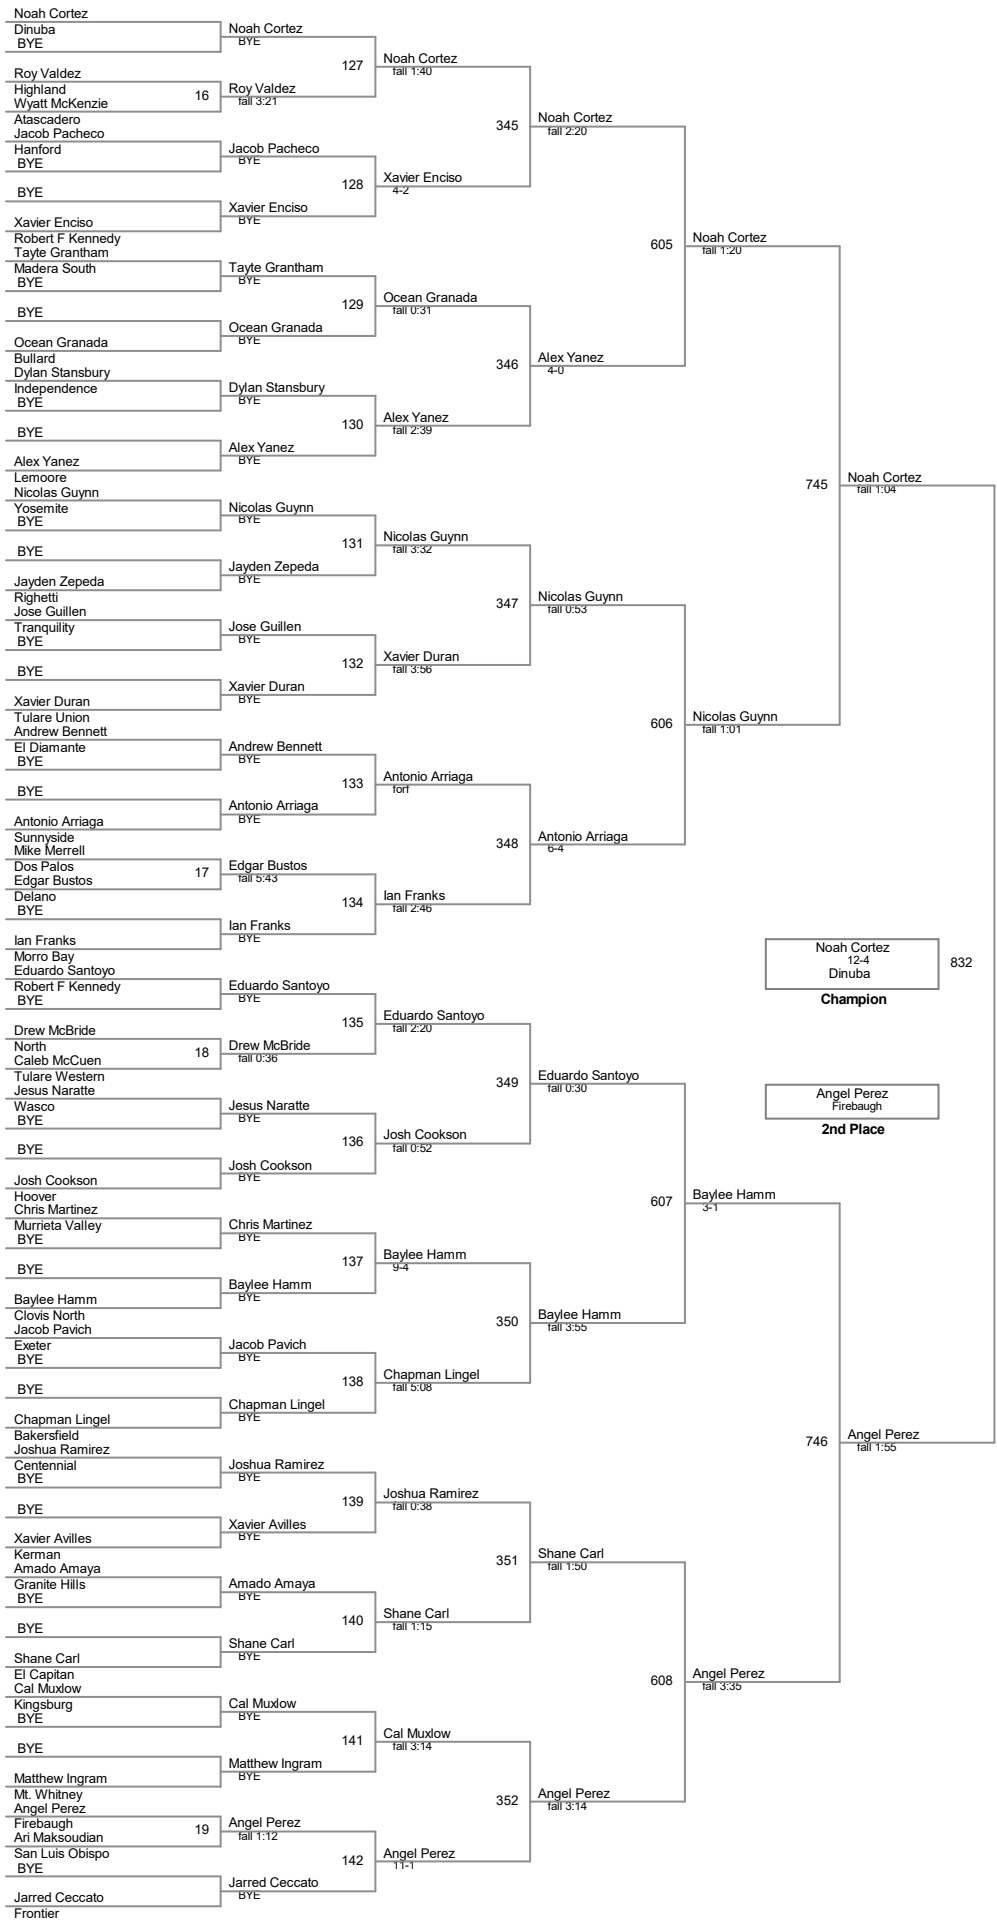 Noah Cortez
Dinuba
BYE
Noah Cortez
BYE
127
Noah Cortez
fall 1:40
Roy Valdez
Highland
Wyatt McKenzie
Atascadero
16
Roy Valdez
fall 3:21
345
Noah Cortez
fall 2:20
Jacob Pacheco
Hanford
BYE
Jacob Pacheco
BYE
128
Xavier Enciso
4-2
BYE
Xavier Enciso
Robert F Kennedy
Xavier Enciso
BYE
605
Noah Cortez
fall 1:20
Tayte Grantham
Madera South
BYE
Tayte Grantham
BYE
129
Ocean Granada
fall 0:31
BYE
Ocean Granada
Bullard
Ocean Granada
BYE
346
Alex Yanez
4-0
Dylan Stansbury
Independence
BYE
Dylan Stansbury
BYE
130
Alex Yanez
fall 2:39
BYE
Alex Yanez
Lemoore
Alex Yanez
BYE
745
Noah Cortez
fall 1:04
Nicolas Guynn
Yosemite
BYE
Nicolas Guynn
BYE
131
Nicolas Guynn
fall 3:32
BYE
Jayden Zepeda
Righetti
Jayden Zepeda
BYE
347
Nicolas Guynn
fall 0:53
Jose Guillen
Tranquility
BYE
Jose Guillen
BYE
132
Xavier Duran
fall 3:56
BYE
Xavier Duran
Tulare Union
Xavier Duran
BYE
606
Nicolas Guynn
fall 1:01
Andrew Bennett
El Diamante
BYE
Andrew Bennett
BYE
133
Antonio Arriaga
forf
BYE
Antonio Arriaga
Sunnyside
Antonio Arriaga
BYE
348
Antonio Arriaga
6-4
Mike Merrell
Dos Palos
Edgar Bustos
Delano
17
Edgar Bustos
fall 5:43
134
Ian Franks
fall 2:46
BYE
Ian Franks
Morro Bay
Ian Franks
BYE
Noah Cortez
12-4
Dinuba
832
Champion
Eduardo Santoyo
Robert F Kennedy
BYE
Eduardo Santoyo
BYE
135
Eduardo Santoyo
fall 2:20
Drew McBride
North
Caleb McCuen
Tulare Western
18
Drew McBride
fall 0:36
349
Eduardo Santoyo
fall 0:30
Angel Perez
Firebaugh
2nd Place
Jesus Naratte
Wasco
BYE
Jesus Naratte
BYE
136
Josh Cookson
fall 0:52
BYE
Josh Cookson
Hoover
Josh Cookson
BYE
607
Baylee Hamm
3-1
Chris Martinez
Murrieta Valley
BYE
Chris Martinez
BYE
137
Baylee Hamm
9-4
BYE
Baylee Hamm
Clovis North
Baylee Hamm
BYE
350
Baylee Hamm
fall 3:55
Jacob Pavich
Exeter
BYE
Jacob Pavich
BYE
138
Chapman Lingel
fall 5:08
BYE
Chapman Lingel
Bakersfield
Chapman Lingel
BYE
746
Angel Perez
fall 1:55
Joshua Ramirez
Centennial
BYE
Joshua Ramirez
BYE
139
Joshua Ramirez
fall 0:38
BYE
Xavier Avilles
Kerman
Xavier Avilles
BYE
351
Shane Carl
fall 1:50
Amado Amaya
Granite Hills
BYE
Amado Amaya
BYE
140
Shane Carl
fall 1:15
BYE
Shane Carl
El Capitan
Shane Carl
BYE
608
Angel Perez
fall 3:35
Cal Muxlow
Kingsburg
BYE
Cal Muxlow
BYE
141
Cal Muxlow
fall 3:14
BYE
Matthew Ingram
Mt. Whitney
Matthew Ingram
BYE
352
Angel Perez
fall 3:14
Angel Perez
Firebaugh
Ari Maksoudian
San Luis Obispo
19
Angel Perez
fall 1:12
142
Angel Perez
11-1
BYE
Jarred Ceccato
Frontier
Jarred Ceccato
BYE